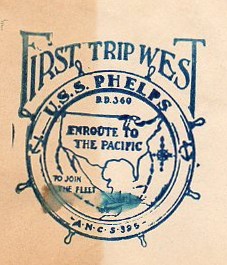 FIRST TRIP WEST
U.S.S. PHELPS
D.D. 360
ENROUTE TO
THE PACIFIC
TO JOIN
THE FLEET
A.N.C.S. 395